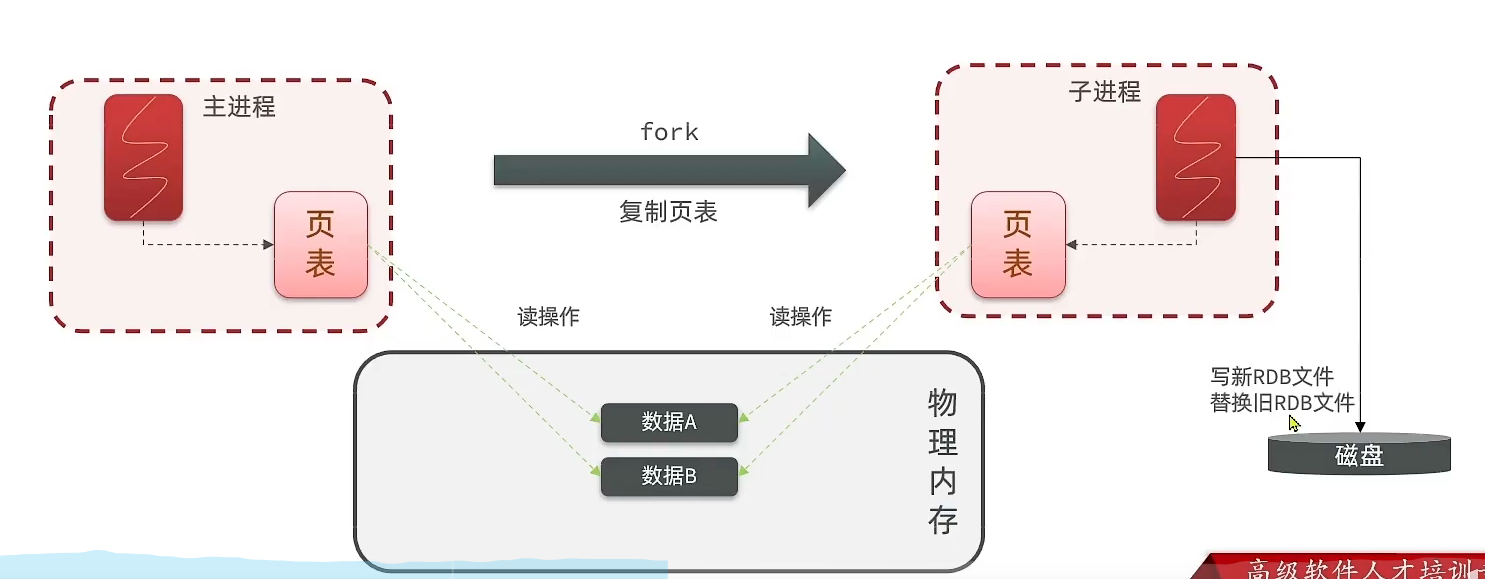 主进程
页
表
fork
复制页表
子进程
页
表
读操作
读操作
数据A
数据B
物
理
内
存
写新RDB文件
替换旧RDB文件
磁盘
高级软件人才培训